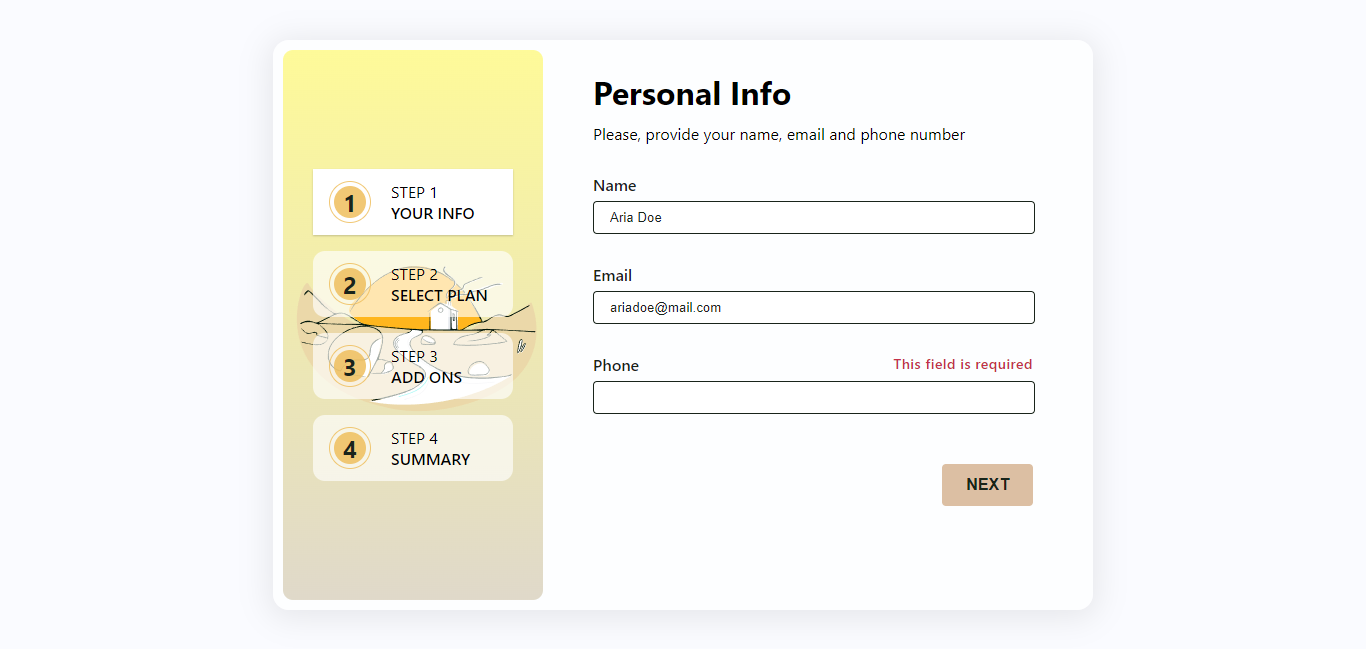 1
STEP 1
YOUR INFO
2
STEP 2
SELECT PLAN
3
STEP 3
ADD ONS
4
STEP 4
SUMMARY
Personal Info
Please, provide your name, email and phone number
Name
Aria Doe
Email
ariadoe@mail.com
Phone
This field is required
NEXT